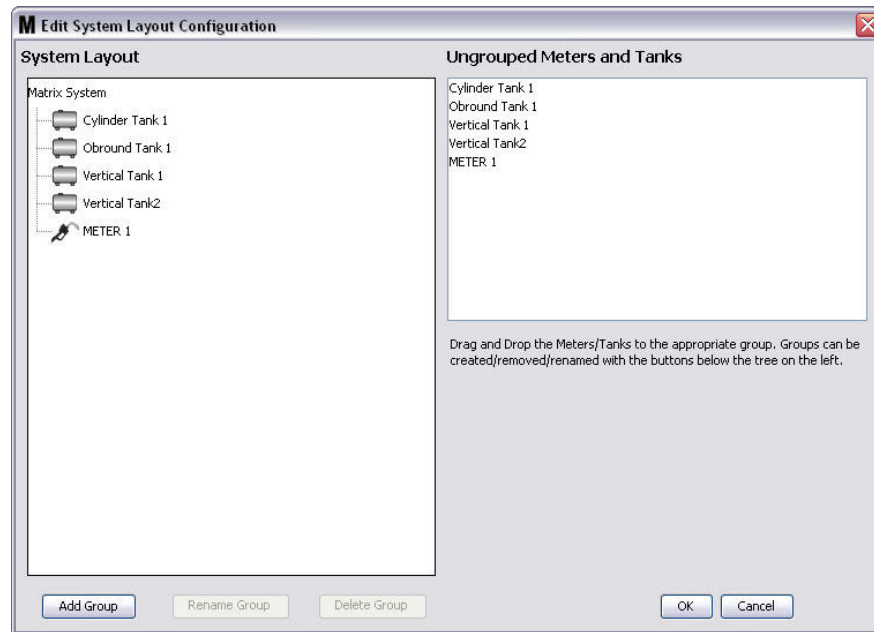 M Edit System Layout Configuration
System Layout
Matrix System
Cylinder Tank 1
Obround Tank 1
Vertical Tank 1
Vertical Tank2
METER 1
Ungrouped Meters and Tanks
Cylinder Tank 1
Obround Tank 1
Vertical Tank 1
Vertical Tank2
METER 1
Drag and Drop the Meters/Tanks to the appropriate group. Groups can be
created/removed/renamed with the buttons below the tree on the left.
Add Group
Rename Group
Delete Group
OK
Cancel